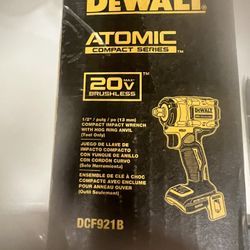 DEWALT
ATOMIC™
COMPACT SERIES™
20V MAX*
BRUSHLESS
1/2" / pulg / po (13 mm)
COMPACT IMPACT WRENCH
WITH HOG RING ANVIL
(Tool Only)
JUEGO DE LLAVE DE
IMPACTO COMPACTO
CON YUNQUE DE ANILLO
CON CORDÓN CURVO
(Solo Herramienta)
ENSEMBLE DE CLÉ À CHOC
COMPACTE AVEC ENCLUME
POUR ANNEAU OUVER
(Outil Seulement)
DCF921B